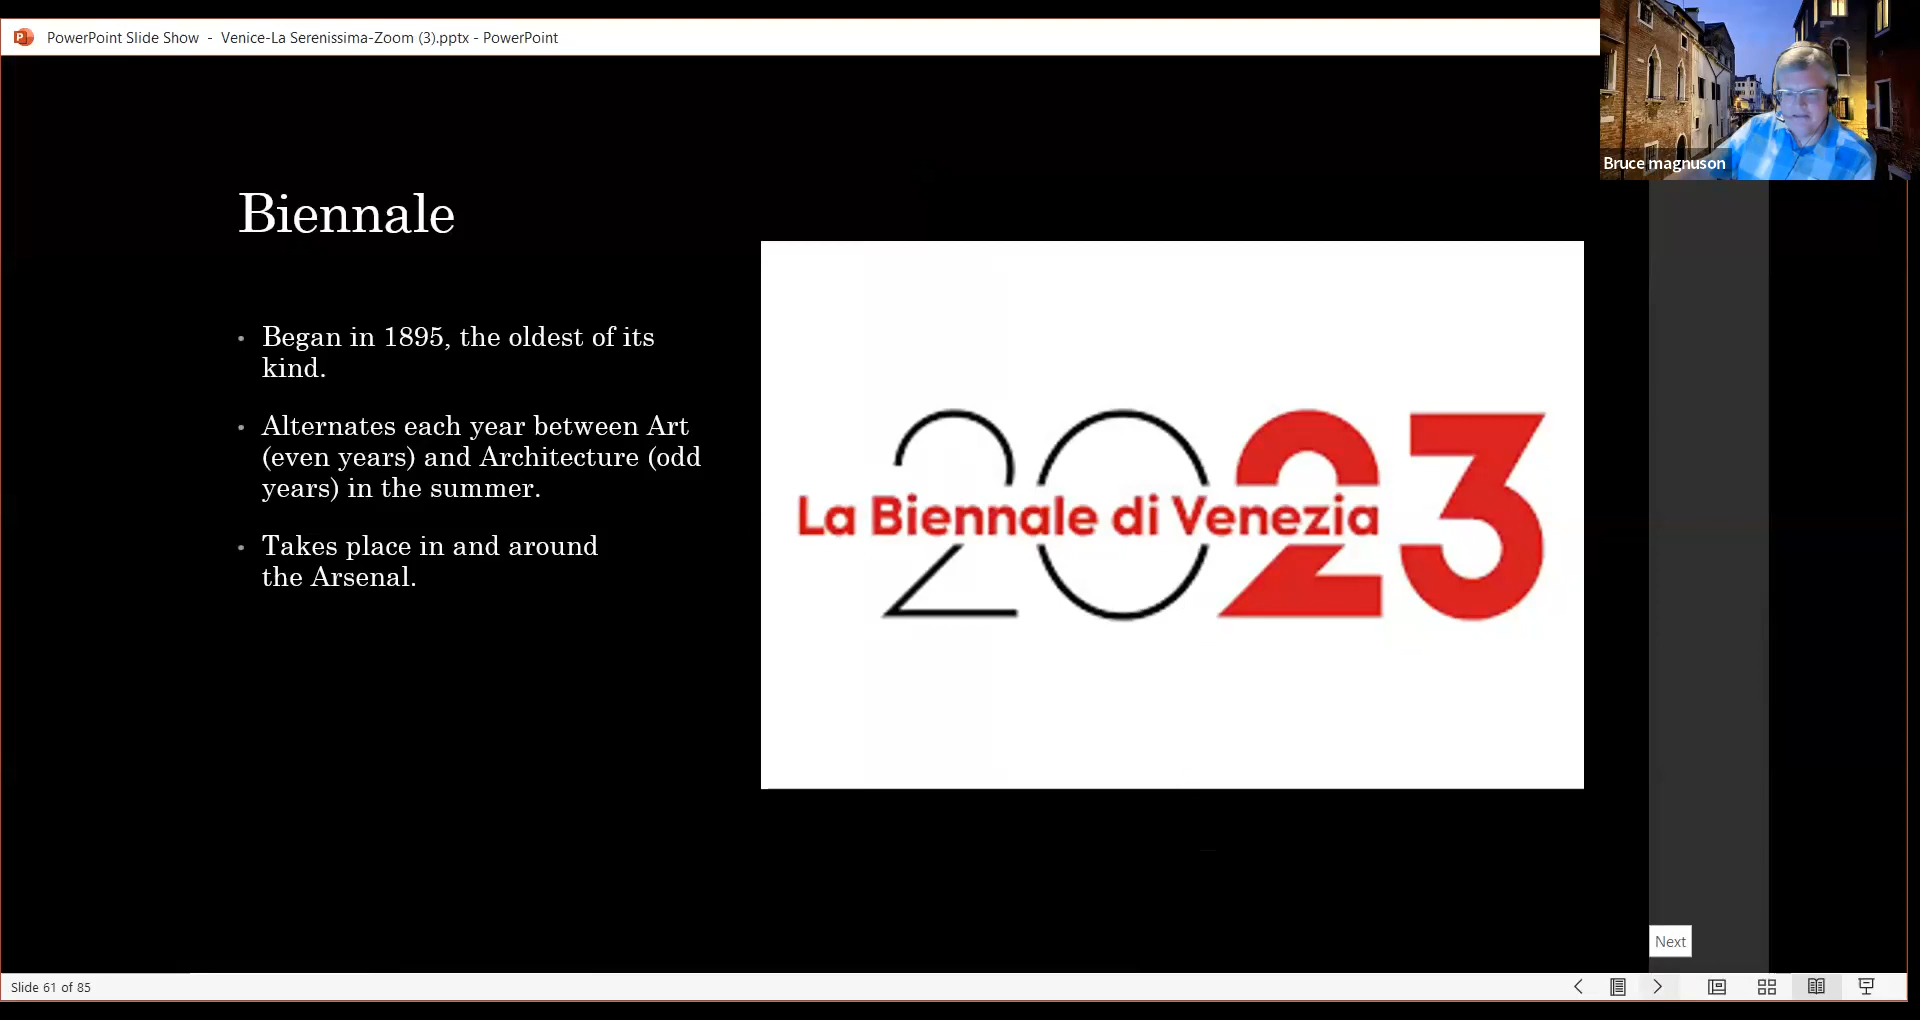 PowerPoint Slide Show - Venice-La Serenissima-Zoom (3).pptx - PowerPoint
Bruce magnuson
Biennale
• Began in 1895, the oldest of its
kind.
• Alternates each year between Art
(even years) and Architecture (odd
years) in the summer.
• Takes place in and around
the Arsenal.
2023
La Biennale di Venezia
Next
Slide 61 of 85